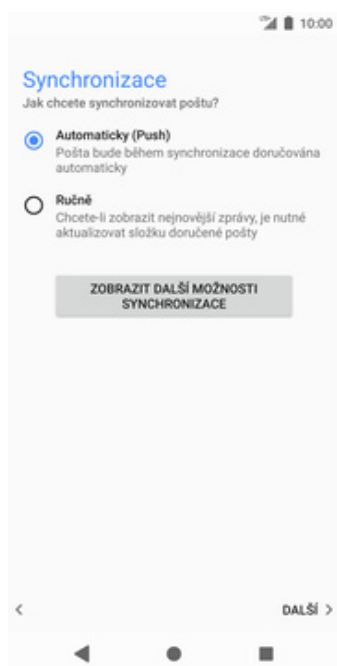 10:00
Synchronizace
Jak chcete synchronizovat poštu?
Automaticky (Push)
Pošta bude během synchronizace doručována
automaticky
Ručně
Chcete-li zobrazit nejnovější zprávy, je nutné
aktualizovat složku doručené pošty
ZOBRAZIT DALŠÍ MOŽNOSTI
SYNCHRONIZACE
DALŠÍ